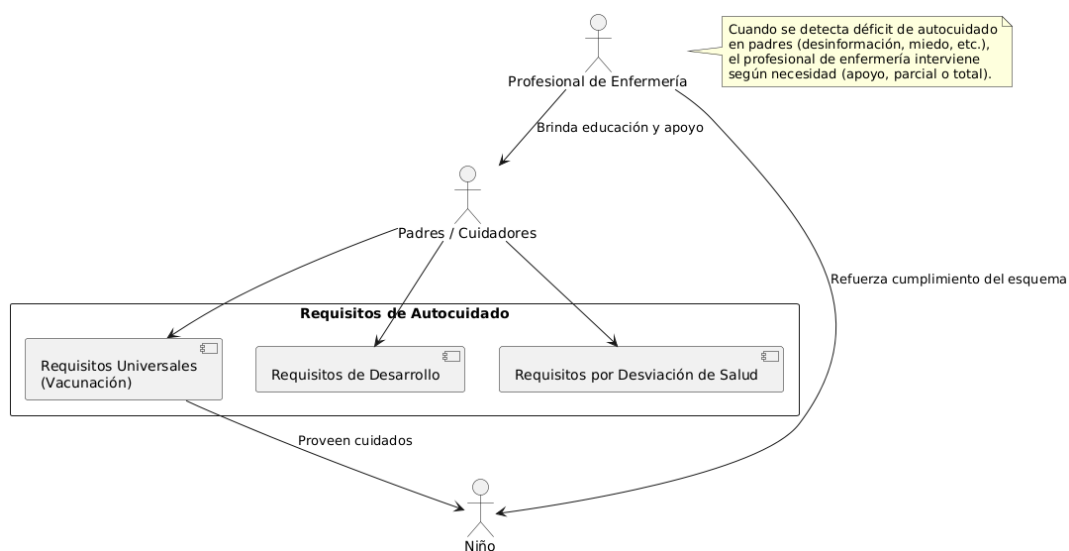 Cuando se detecta déficit de autocuidado
en padres (desinformación, miedo, etc.),
el profesional de enfermería interviene
según necesidad (apoyo, parcial o total).
Profesional de Enfermería
Brinda educación y apoyo
Padres / Cuidadores
Refuerza cumplimiento del esquema
Requisitos de Autocuidado
Requisitos Universales
(Vacunación)
Requisitos de Desarrollo
Requisitos por Desviación de Salud
Proveen cuidados
Niño